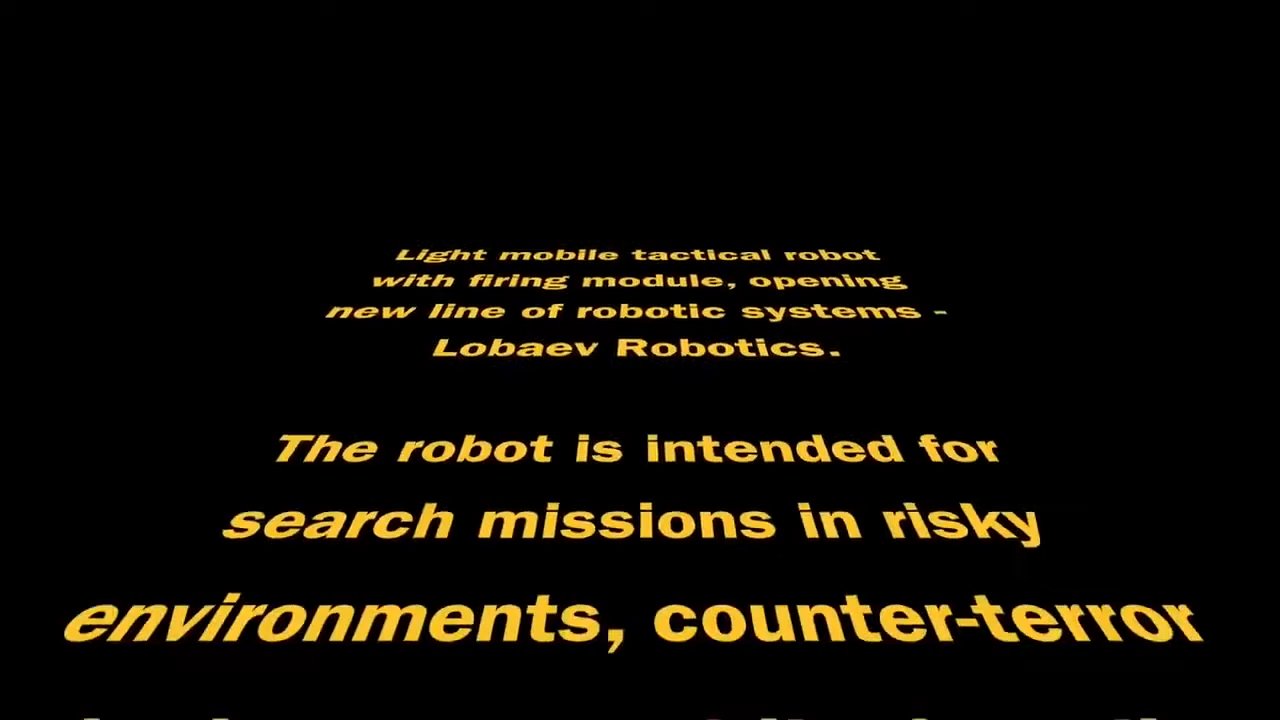 Light mobile tactical robot
with firing module, opening
new line of robotic systems -
Lobaev Robotics.
The robot is intended for
search missions in risky
environments, counter-terror